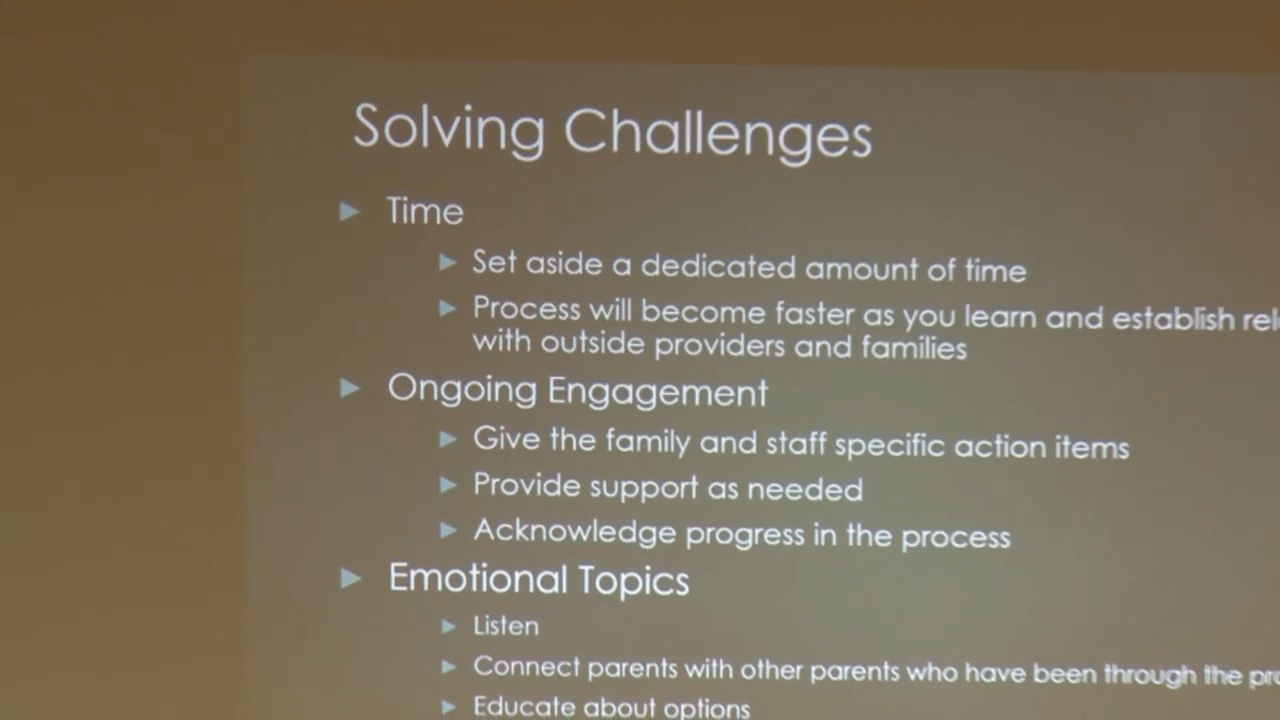 Solving Challenges
Time
Set aside a dedicated amount of time
Process will become faster as you learn and establish
with outside providers and families
Ongoing Engagement
Give the family and staff specific action items
Provide support as needed
Acknowledge progress in the process
Emotional Topics
Listen
Connect parents with other parents who have been through the
Educate about options